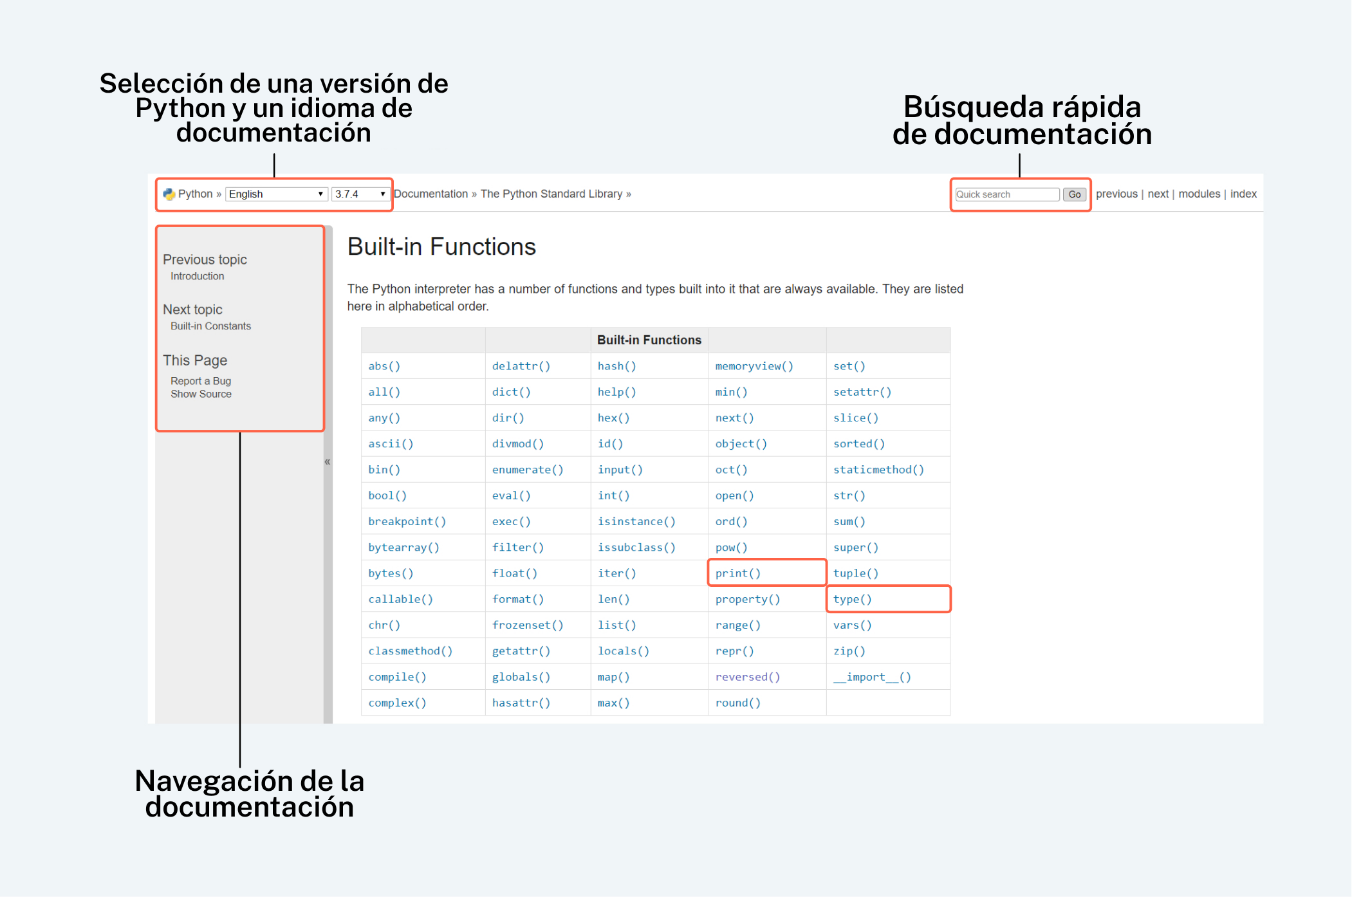 Selección de una versión de
Python y un idioma de
documentación
Búsqueda rápida
de documentación
Python » English 3.7.4 Documentation » The Python Standard Library »
Quick search Go previous | next | modules | index
Previous topic
Introduction
Next topic
Built-in Constants
This Page
Report a Bug
Show Source
«
Built-in Functions
The Python interpreter has a number of functions and types built into it that are always available. They are listed
here in alphabetical order.
Built-in Functions
abs() delattr() hash() memoryview() set()
all() dict() help() min() setattr()
any() dir() hex() next() slice()
ascii() divmod() id() object() sorted()
bin() enumerate() input() oct() staticmethod()
bool() eval() int() open() str()
breakpoint() exec() isinstance() ord() sum()
bytearray() filter() issubclass() pow() super()
bytes() float() iter() print() tuple()
callable() format() len() property() type()
chr() frozenset() list() range() vars()
classmethod() getattr() locals() repr() zip()
compile() globals() map() reversed() __import__()
complex() hasattr() max() round()
Navegación de la
documentación